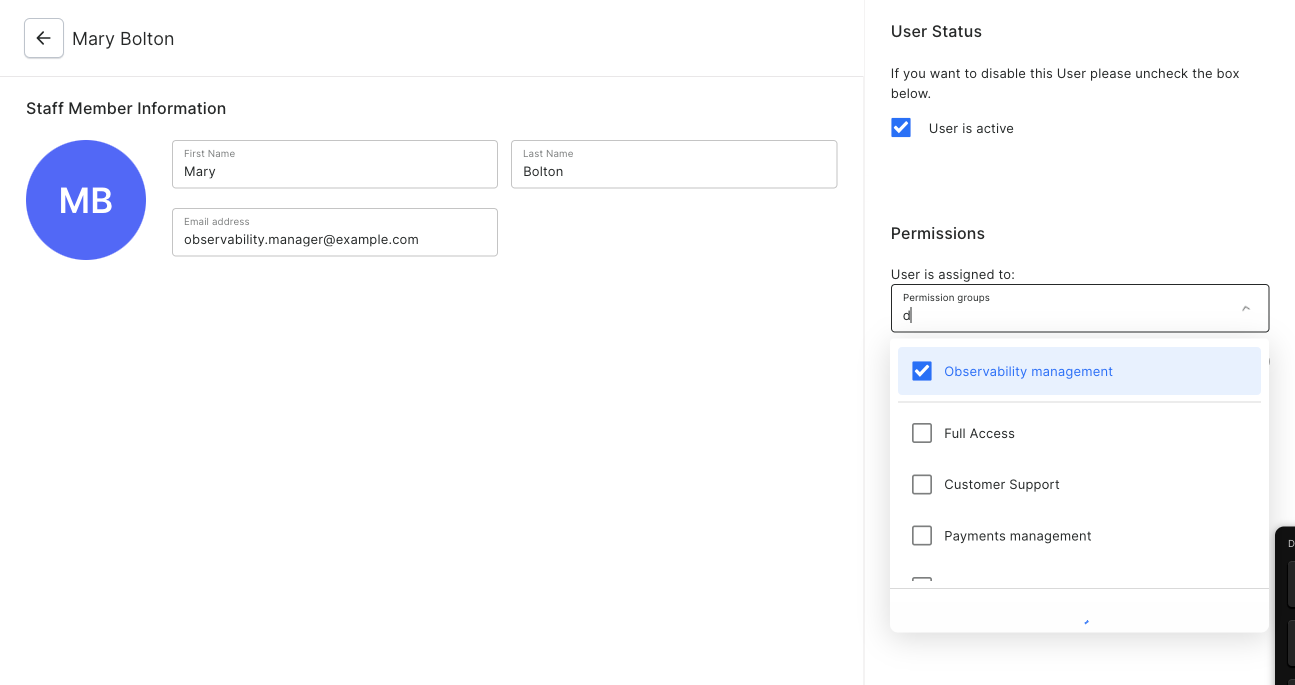 Mary Bolton
Staff Member Information
MB
First Name
Mary
Last Name
Bolton
Email address
observability.manager@example.com
User Status
If you want to disable this User please uncheck the box
below.
User is active
Permissions
User is assigned to:
Permission groups
d
Observability management
Full Access
Customer Support
Payments management
D